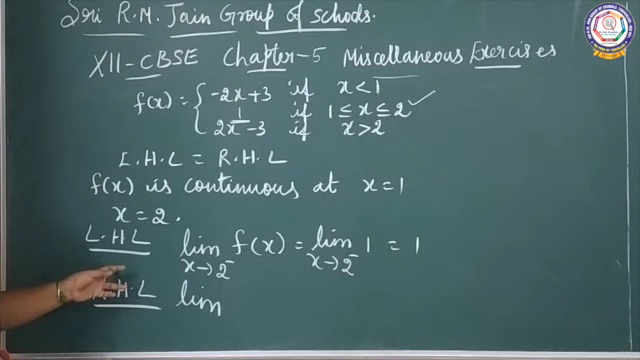 Sri R.M. Jain Group of schools.
XII-CBSE Chapter-5 Miscellaneous Exercises
f(x) = { -2x+3 if x < 1
1 if 1 ≤ x ≤ 2 ✓
2x-3 if x > 2
L.H.L = R.H.L
f(x) is continuous at x=1
x = 2.
L.H.L lim x→2⁻ f(x) = lim x→2⁻ 1 = 1
R.H.L lim